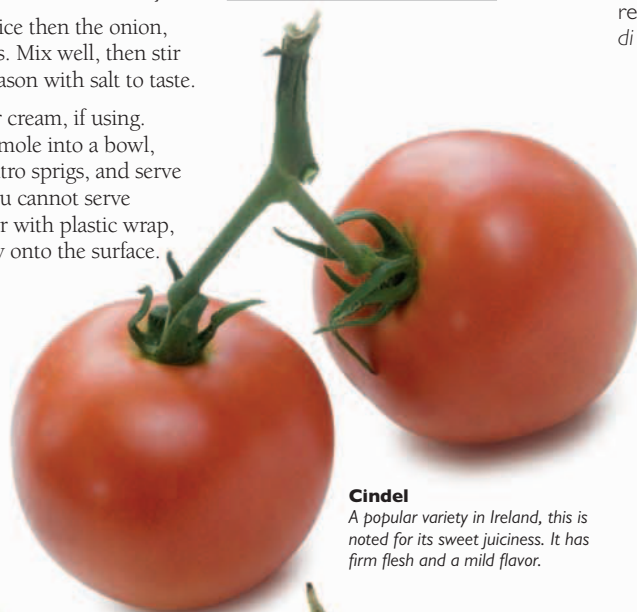 ice then the onion,
s. Mix well, then stir
ason with salt to taste.
r cream, if using.
mole into a bowl,
tro sprigs, and serve
u cannot serve
r with plastic wrap,
y onto the surface.
re
di
Cindel
A popular variety in Ireland, this is
noted for its sweet juiciness. It has
firm flesh and a mild flavor.